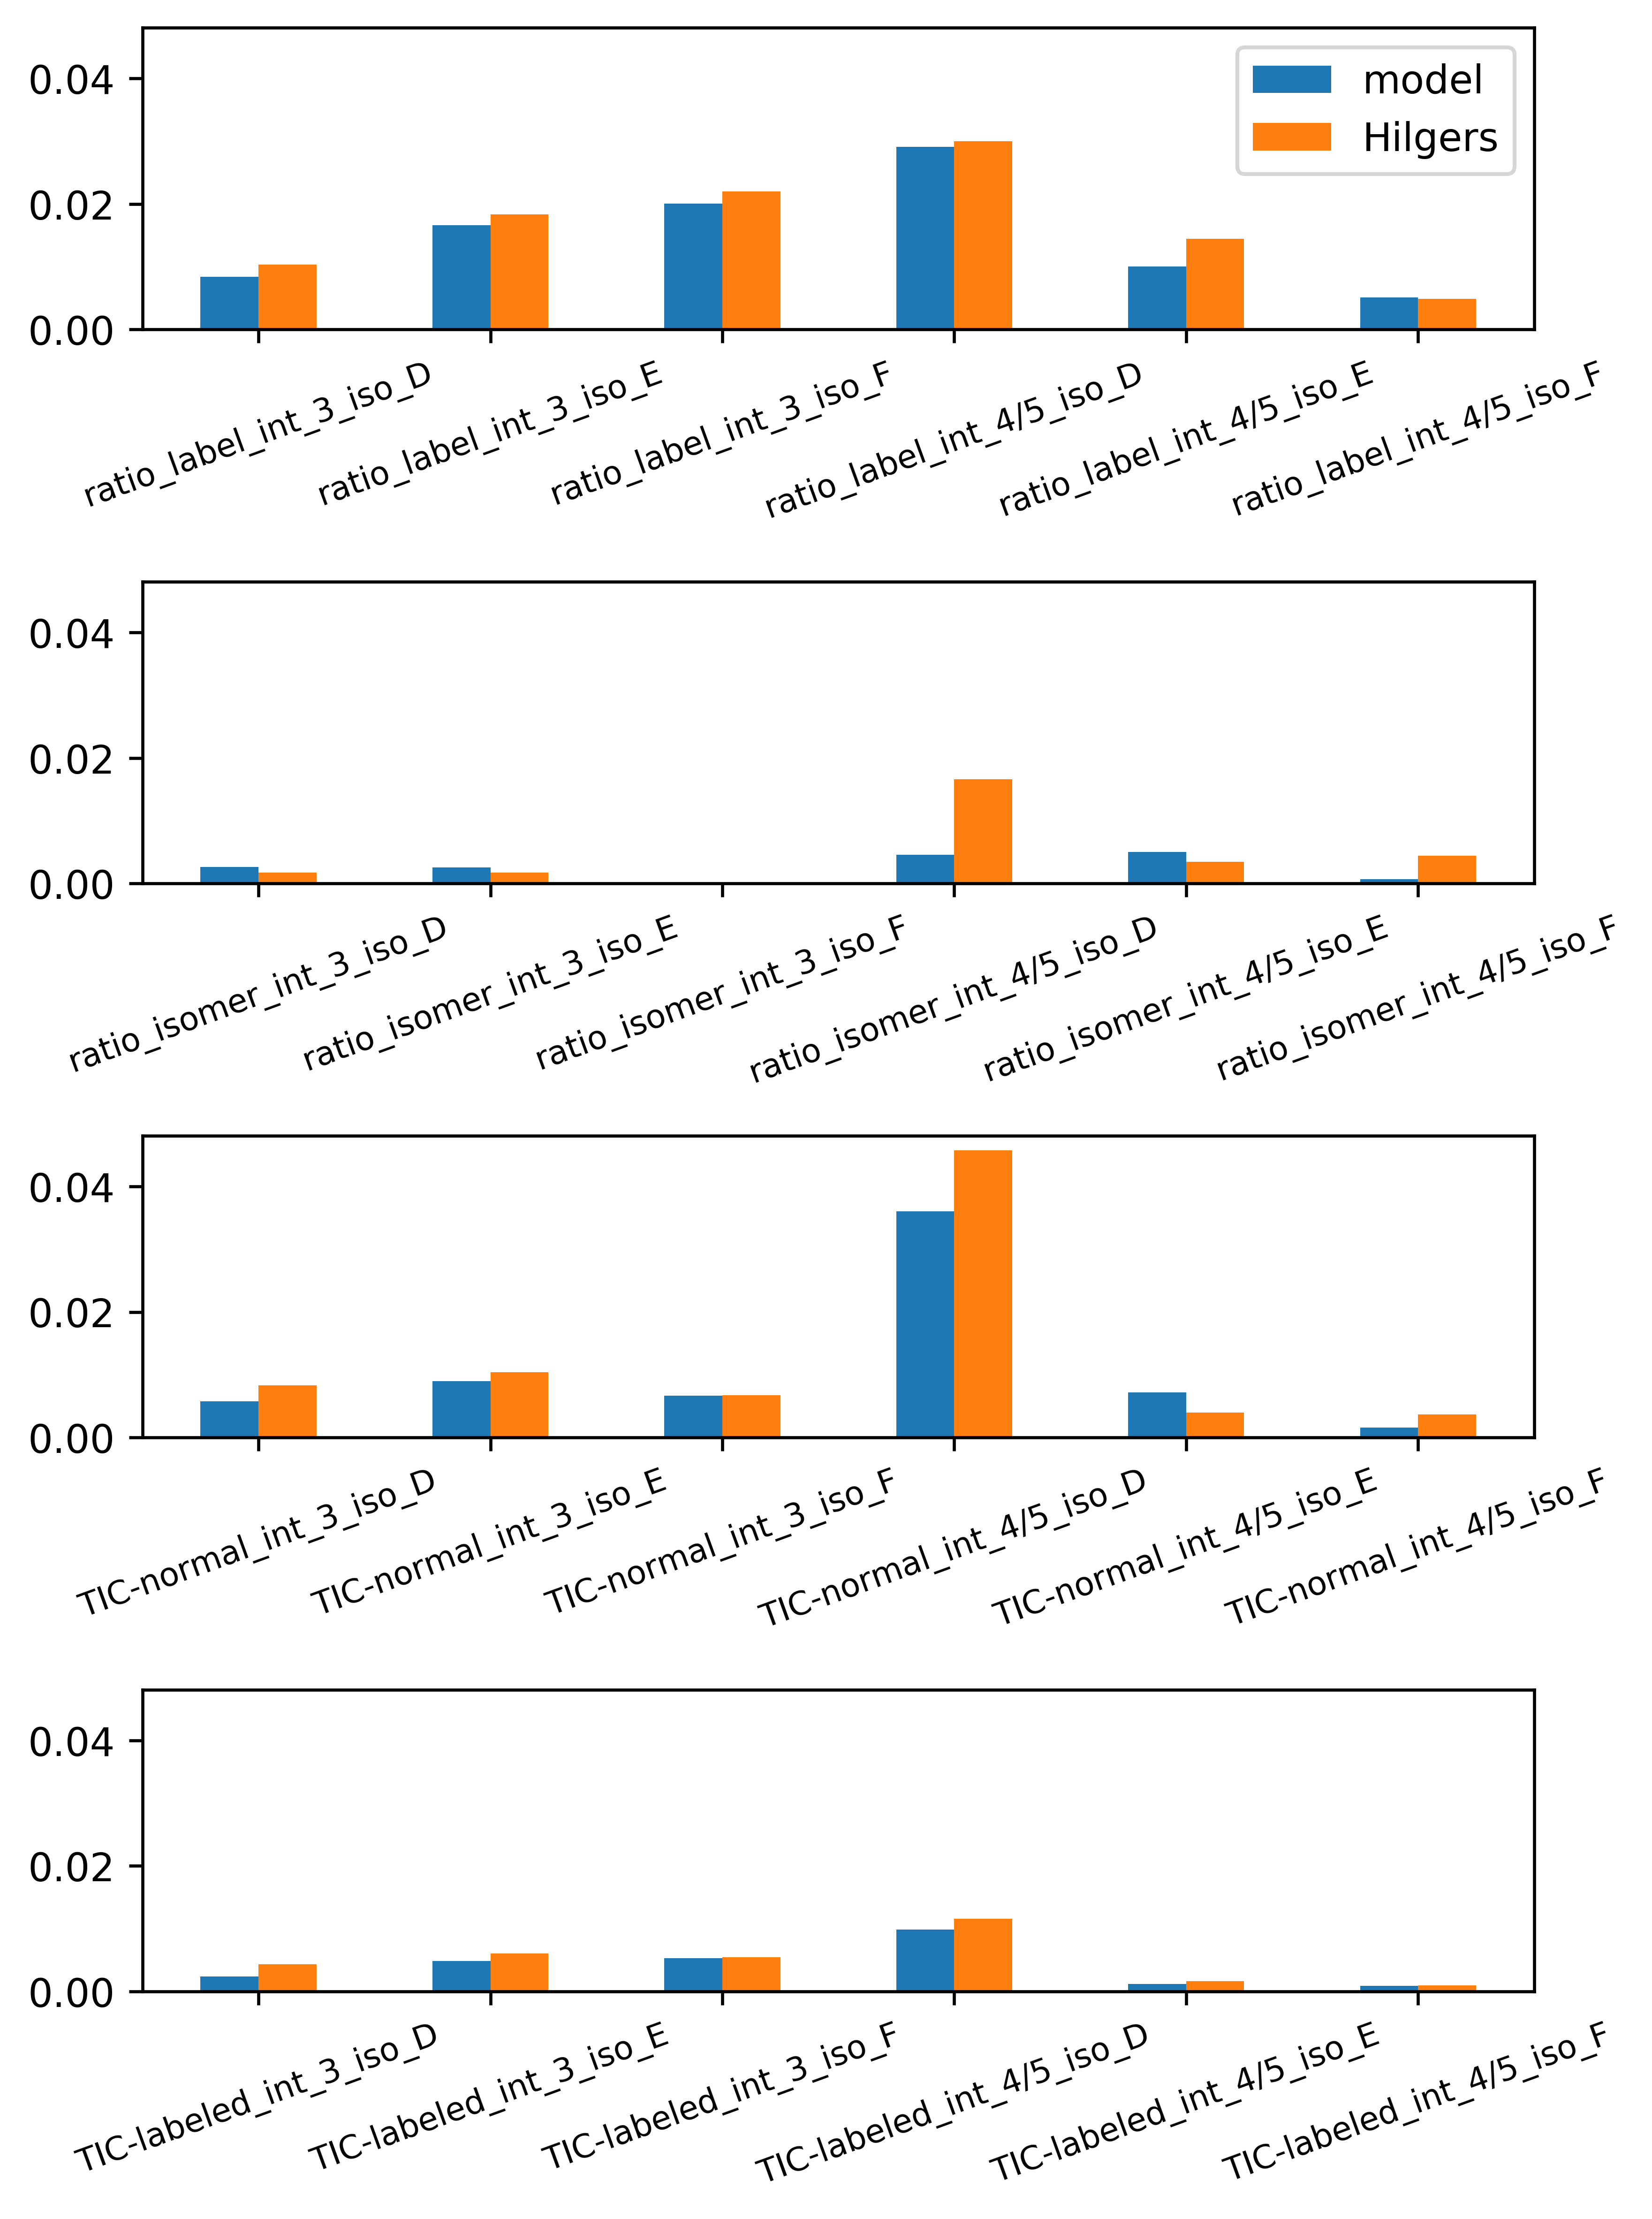 0.04
0.02
0.00
model
Hilgers
ratio_label_int_3_iso_D
ratio_label_int_3_iso_E
ratio_label_int_3_iso_F
ratio_label_int_4/5_iso_D
ratio_label_int_4/5_iso_E
ratio_label_int_4/5_iso_F
0.04
0.02
0.00
ratio_isomer_int_3_iso_D
ratio_isomer_int_3_iso_E
ratio_isomer_int_3_iso_F
ratio_isomer_int_4/5_iso_D
ratio_isomer_int_4/5_iso_E
ratio_isomer_int_4/5_iso_F
0.04
0.02
0.00
TIC-normal_int_3_iso_D
TIC-normal_int_3_iso_E
TIC-normal_int_3_iso_F
TIC-normal_int_4/5_iso_D
TIC-normal_int_4/5_iso_E
TIC-normal_int_4/5_iso_F
0.04
0.02
0.00
TIC-labeled_int_3_iso_D
TIC-labeled_int_3_iso_E
TIC-labeled_int_3_iso_F
TIC-labeled_int_4/5_iso_D
TIC-labeled_int_4/5_iso_E
TIC-labeled_int_4/5_iso_F